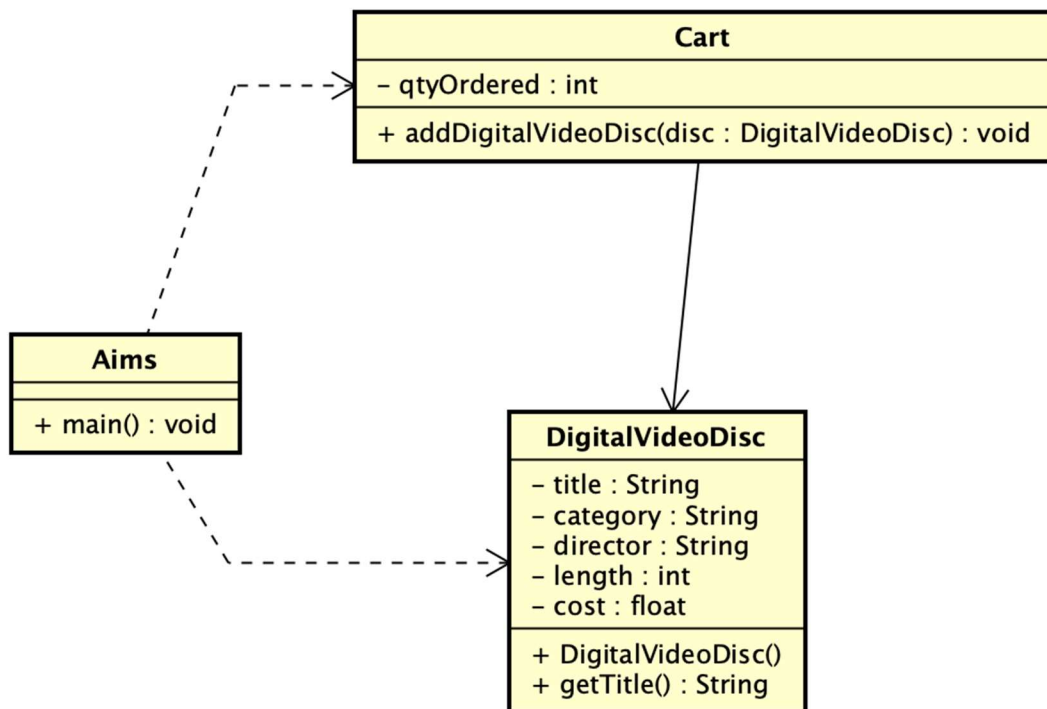 Cart
– qtyOrdered : int
+ addDigitalVideoDisc(disc : DigitalVideoDisc) : void
Aims
+ main() : void
DigitalVideoDisc
– title : String
– category : String
– director : String
– length : int
– cost : float
+ DigitalVideoDisc()
+ getTitle() : String